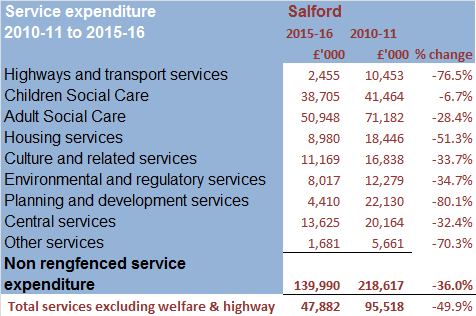 Service expenditure Salford
2010-11 to 2015-16 2015-16 2010-11
£'000 £'000 % change
Highways and transport services 2,455 10,453 -76.5%
Children Social Care 38,705 41,464 -6.7%
Adult Social Care 50,948 71,182 -28.4%
Housing services 8,980 18,446 -51.3%
Culture and related services 11,169 16,838 -33.7%
Environmental and regulatory services 8,017 12,279 -34.7%
Planning and development services 4,410 22,130 -80.1%
Central services 13,625 20,164 -32.4%
Other services 1,681 5,661 -70.3%
Non rengfenced service
expenditure 139,990 218,617 -36.0%
Total services excluding welfare & highway 47,882 95,518 -49.9%